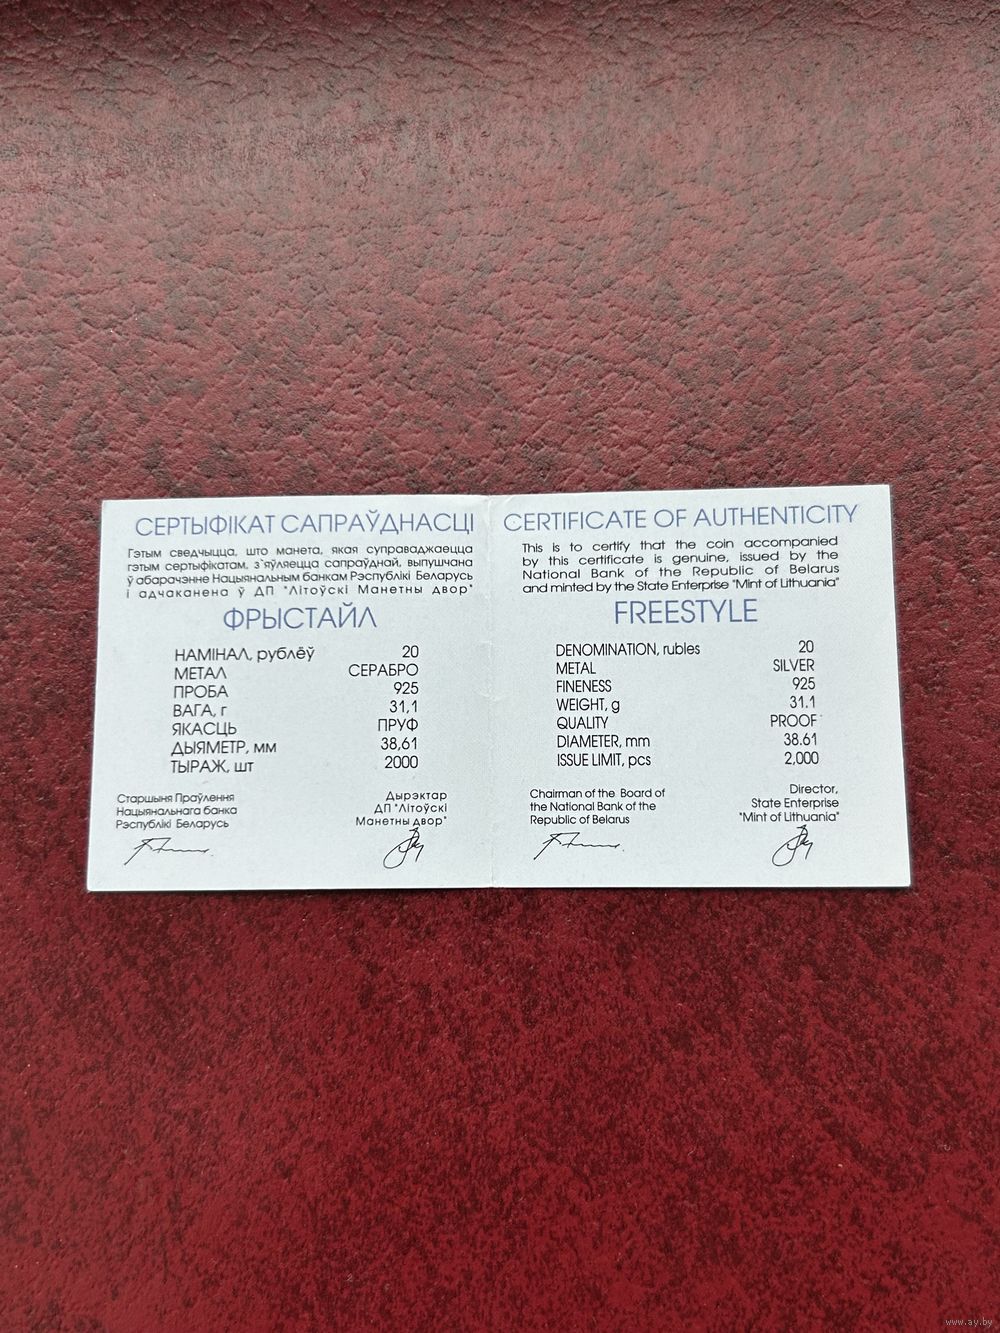 СЕРТЫФІКАТ САПРАЎДНАСЦІ
Гэтым сведчыцца, што манета, якая суправаджаецца
гэтым сертыфікатам, з`яўляецца сапраўднай, выпушчана
ў абарачэнне Нацыянальным банкам Рэспублікі Беларусь
і адчаканена ў ДП "Літоўскі Манетны двор"
ФРЫСТАЙЛ
НАМІНАЛ, рублёў 20
МЕТАЛ СЕРАБРО
ПРОБА 925
ВАГА, г 31,1
ЯКАСЦЬ ПРУФ
ДЫЯМЕТР, мм 38,61
ТЫРАЖ, шт 2000
Старшыня Праўлення
Нацыянальнага банка
Рэспублікі Беларусь
Дырэктар
ДП "Літоўскі
Манетны двор"
CERTIFICATE OF AUTHENTICITY
This is to certify that the coin accompanied
by this certificate is genuine, issued by the
National Bank of the Republic of Belarus
and minted by the State Enterprise "Mint of Lithuania"
FREESTYLE
DENOMINATION, rubles 20
METAL SILVER
FINENESS 925
WEIGHT, g 31.1
QUALITY PROOF
DIAMETER, mm 38.61
ISSUE LIMIT, pcs 2,000
Chairman of the Board of
the National Bank of the
Republic of Belarus
Director,
State Enterprise
"Mint of Lithuania"
www.ay.by